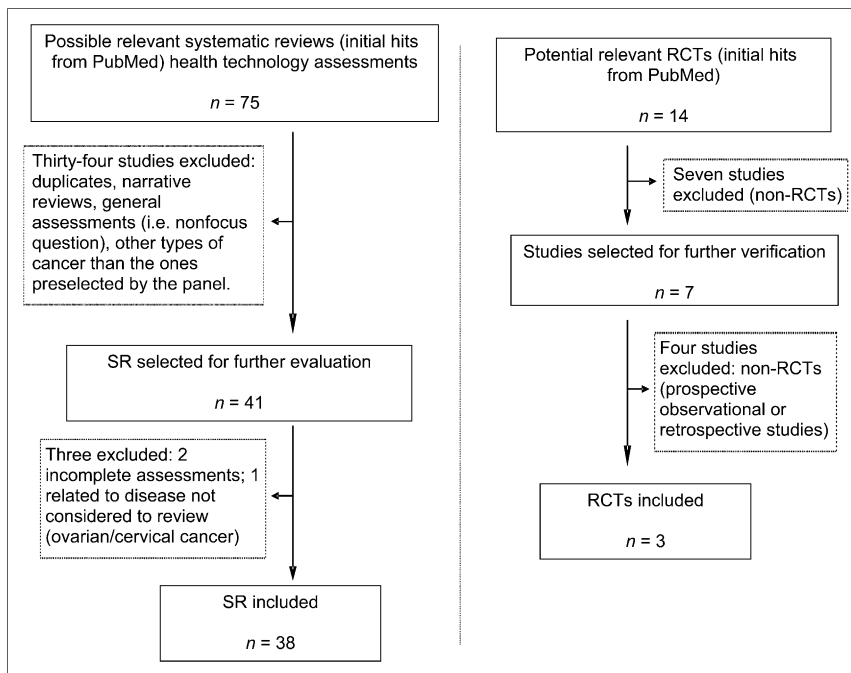 Possible relevant systematic reviews (initial hits
from PubMed) health technology assessments
n = 75
Thirty-four studies excluded:
duplicates, narrative
reviews, general
assessments (i.e. nonfocus
question), other types of
cancer than the ones
preselected by the panel.
SR selected for further evaluation
n = 41
Three excluded: 2
incomplete assessments; 1
related to disease not
considered to review
(ovarian/cervical cancer)
SR included
n = 38
Potential relevant RCTs (initial hits
from PubMed)
n = 14
Seven studies
excluded (non-RCTs)
Studies selected for further verification
n = 7
Four studies
excluded: non-RCTs
(prospective
observational or
retrospective studies)
RCTs included
n = 3